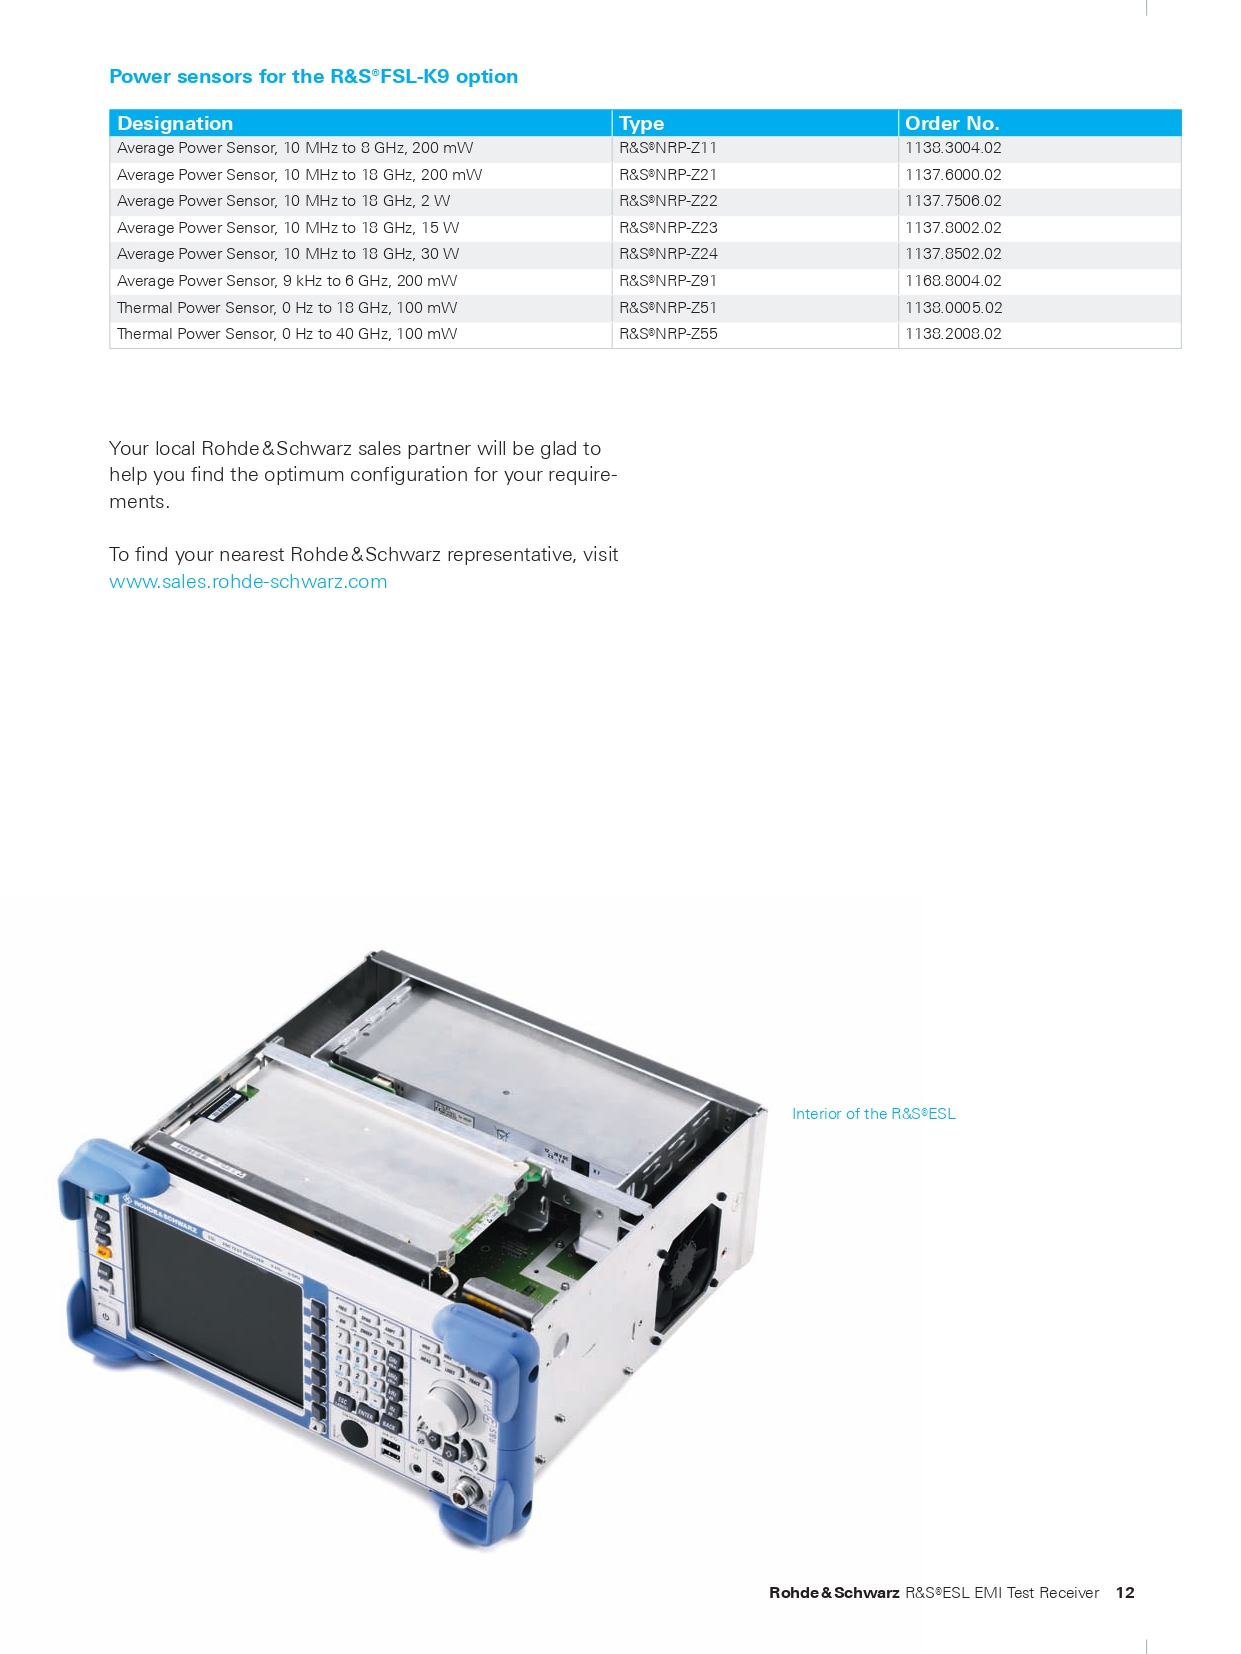 Power sensors for the R&S®FSL-K9 option
Designation Type Order No.
Average Power Sensor, 10 MHz to 8 GHz, 200 mW R&S®NRP-Z11 1138.3004.02
Average Power Sensor, 10 MHz to 18 GHz, 200 mW R&S®NRP-Z21 1137.6000.02
Average Power Sensor, 10 MHz to 18 GHz, 2 W R&S®NRP-Z22 1137.7506.02
Average Power Sensor, 10 MHz to 18 GHz, 15 W R&S®NRP-Z23 1137.8002.02
Average Power Sensor, 10 MHz to 18 GHz, 30 W R&S®NRP-Z24 1137.8502.02
Average Power Sensor, 9 kHz to 6 GHz, 200 mW R&S®NRP-Z91 1168.8004.02
Thermal Power Sensor, 0 Hz to 18 GHz, 100 mW R&S®NRP-Z51 1138.0005.02
Thermal Power Sensor, 0 Hz to 40 GHz, 100 mW R&S®NRP-Z55 1138.2008.02
Your local Rohde & Schwarz sales partner will be glad to
help you find the optimum configuration for your require-
ments.
To find your nearest Rohde & Schwarz representative, visit
www.sales.rohde-schwarz.com
Interior of the R&S®ESL
ROHDE & SCHWARZ
ESC
ENTER
BACK
Rohde & Schwarz R&S®ESL EMI Test Receiver 12